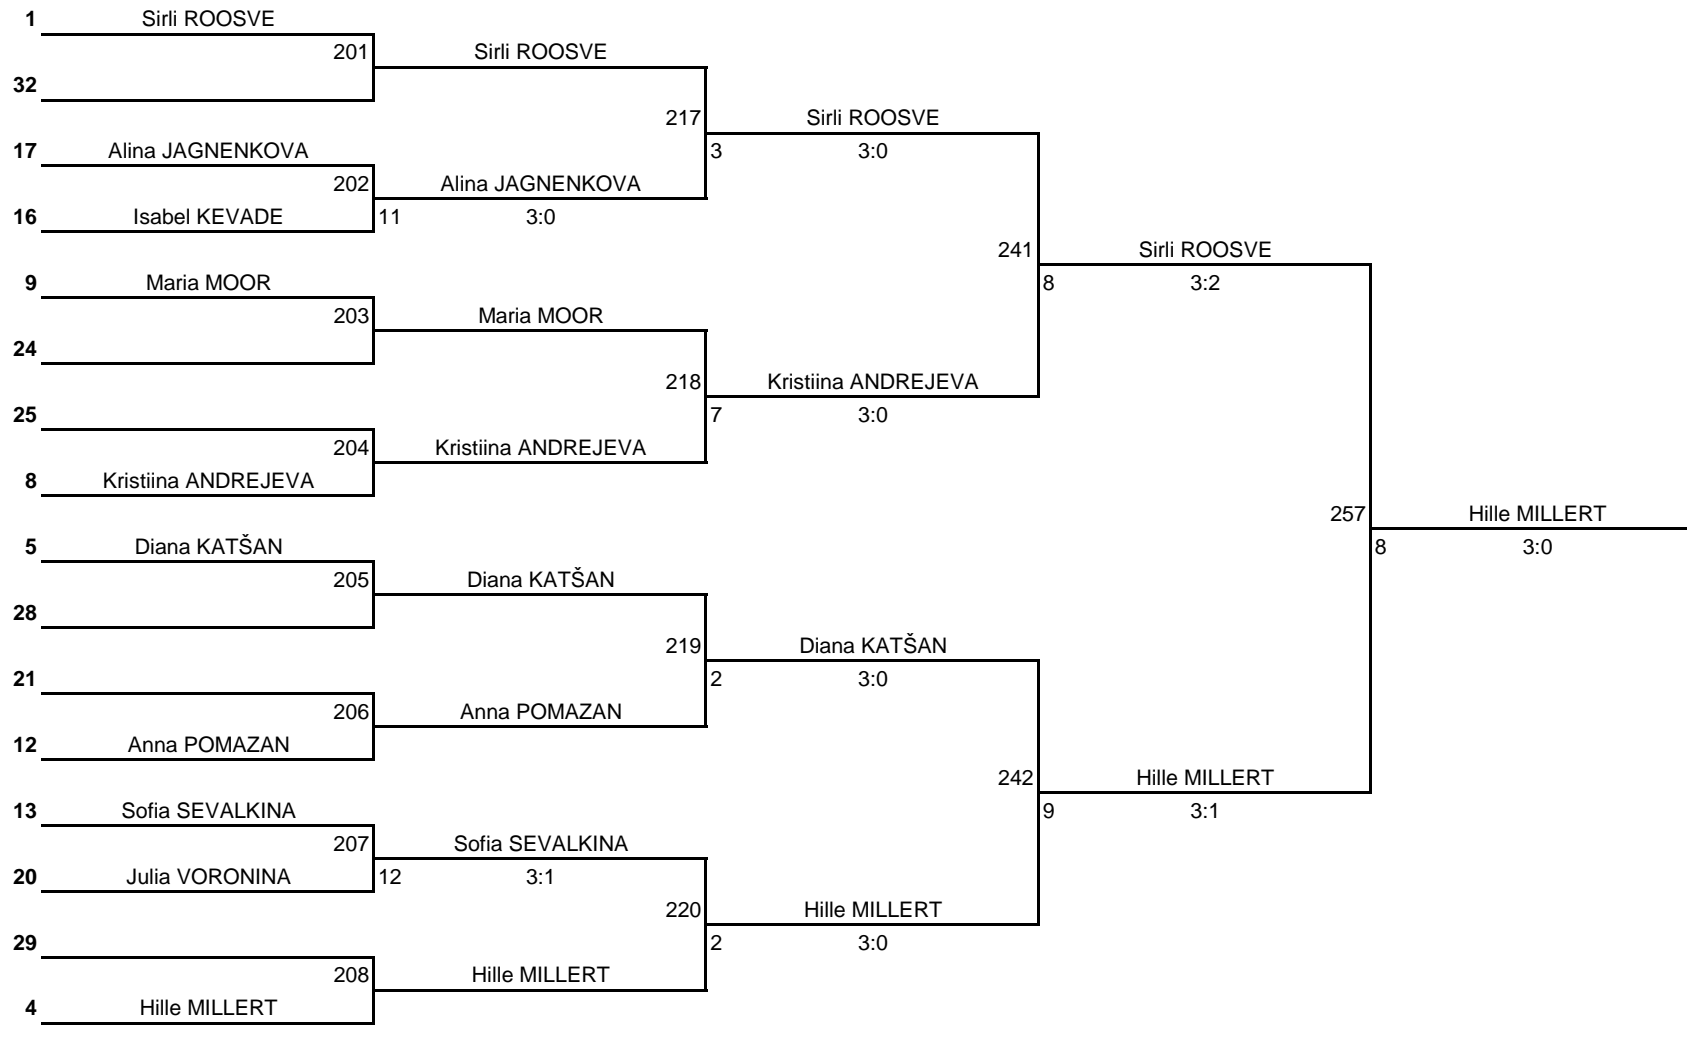 1 Sirli ROOSVE
201 Sirli ROOSVE
32
217 Sirli ROOSVE
17 Alina JAGNENKOVA 3 3:0
202 Alina JAGNENKOVA
16 Isabel KEVADE 11 3:0
241 Sirli ROOSVE
9 Maria MOOR 8 3:2
203 Maria MOOR
24
218 Kristiina ANDREJEVA
25 7 3:0
204 Kristiina ANDREJEVA
8 Kristiina ANDREJEVA
257 Hille MILLERT
5 Diana KATŠAN 8 3:0
205 Diana KATŠAN
28
219 Diana KATŠAN
21 2 3:0
206 Anna POMAZAN
12 Anna POMAZAN
242 Hille MILLERT
13 Sofia SEVALKINA 9 3:1
207 Sofia SEVALKINA
20 Julia VORONINA 12 3:1
220 Hille MILLERT
29 2 3:0
208 Hille MILLERT
4 Hille MILLERT